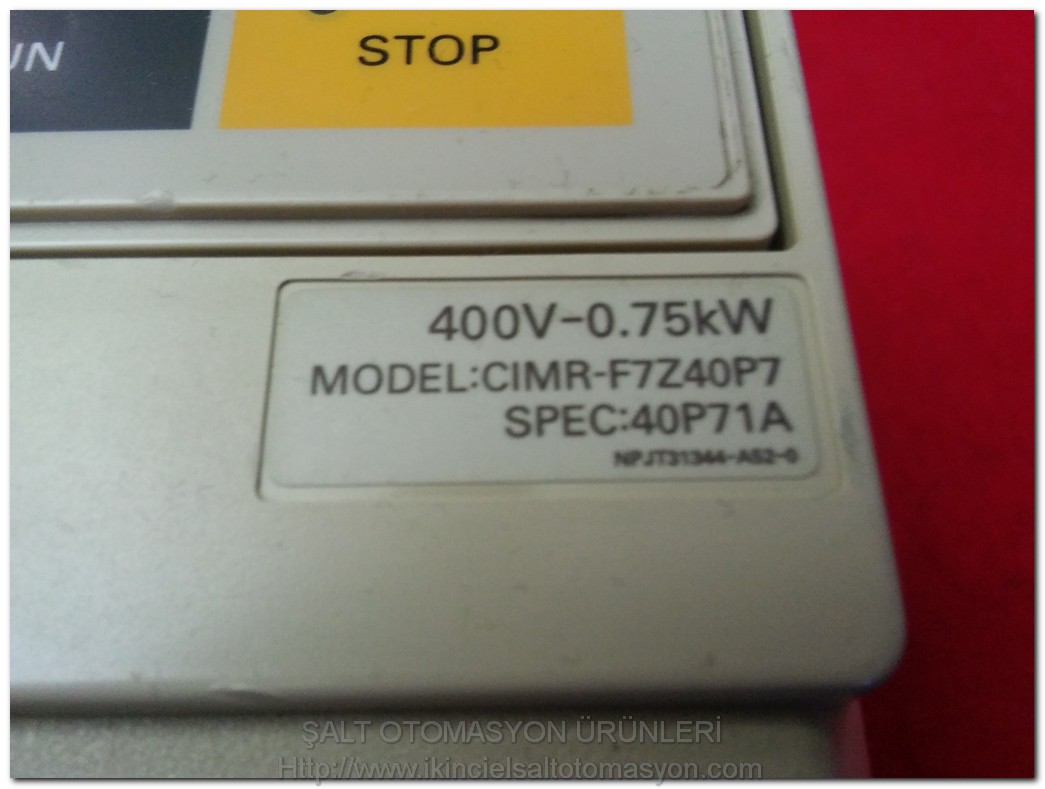 UN
STOP
400V-0.75kW
MODEL:CIMR-F7Z40P7
SPEC:40P71A
NPJT31344-AS2-0
ŞALT OTOMASYON ÜRÜNLERİ
Http://www.ikincielsaltotomasyon.com